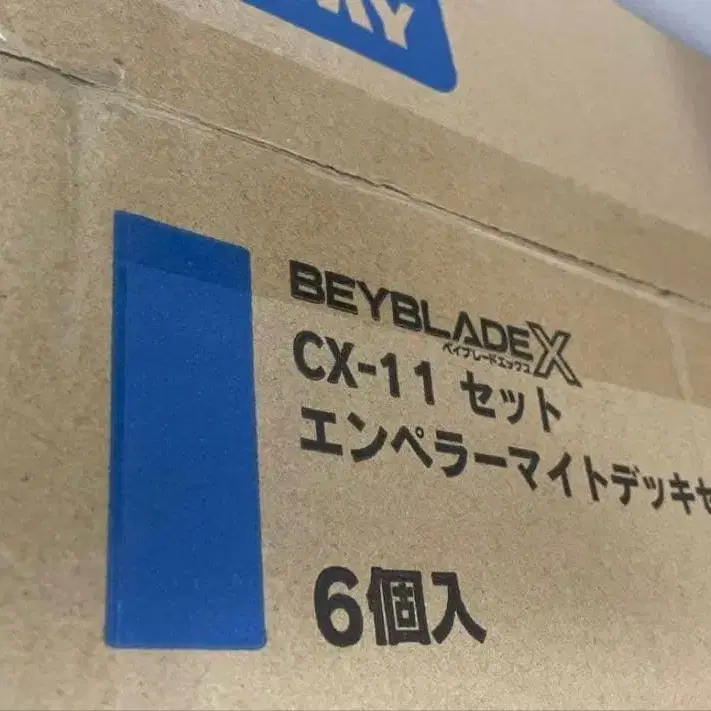 BEYBLADE X
ベイブレードエックス
CX-11 セット
エンペラーマイトデッキセ
6個入